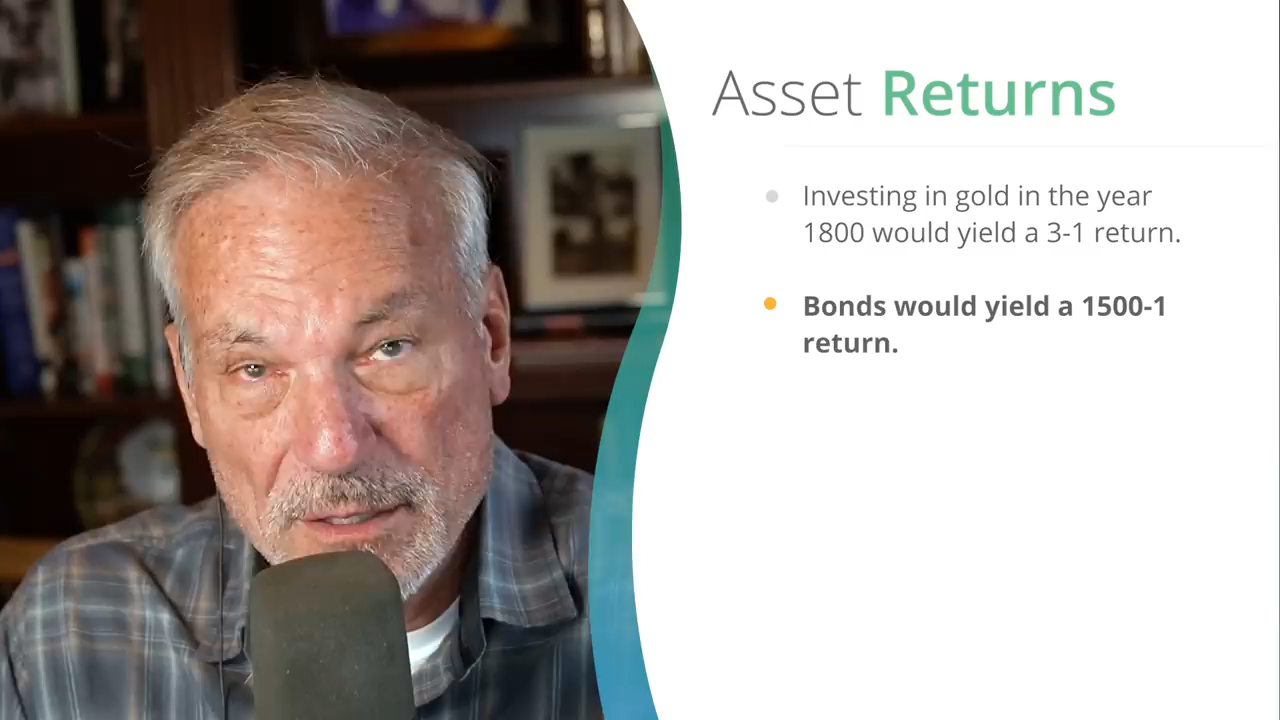 Asset Returns
Investing in gold in the year
1800 would yield a 3-1 return.
Bonds would yield a 1500-1
return.